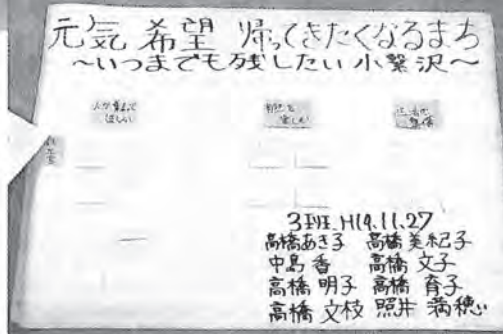 元気 希望 帰ってきたくなるまち
～いつまでも残したい小繋沢～
3班 H19.11.27
高橋あき子 高橋美紀子
中島 香 高橋 文子
高橋 明子 高橋 育子
高橋 文枝 照井 満穂